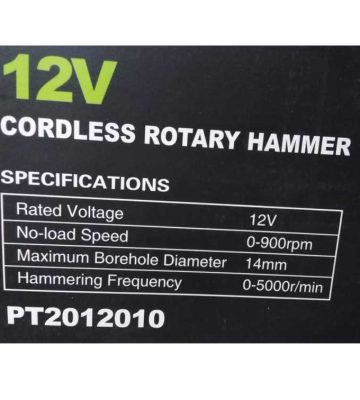 12V
CORDLESS ROTARY HAMMER
SPECIFICATIONS
Rated Voltage 12V
No-load Speed 0-900rpm
Maximum Borehole Diameter 14mm
Hammering Frequency 0-5000r/min
PT2012010